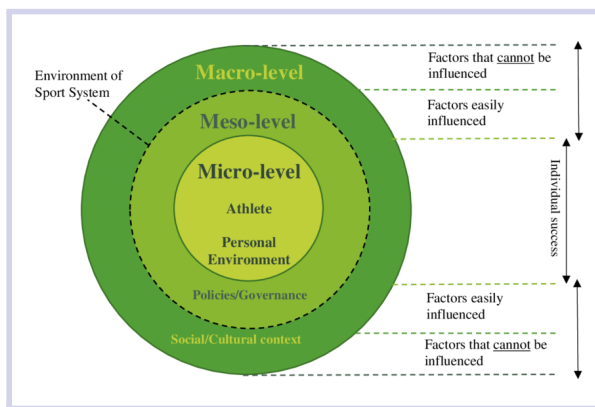 Environment of
Sport System
Macro-level
Meso-level
Micro-level
Athlete
Personal
Environment
Policies/Governance
Social/Cultural context
Factors that cannot be
influenced
Factors easily
influenced
Individual success
Factors easily
influenced
Factors that cannot be
influenced